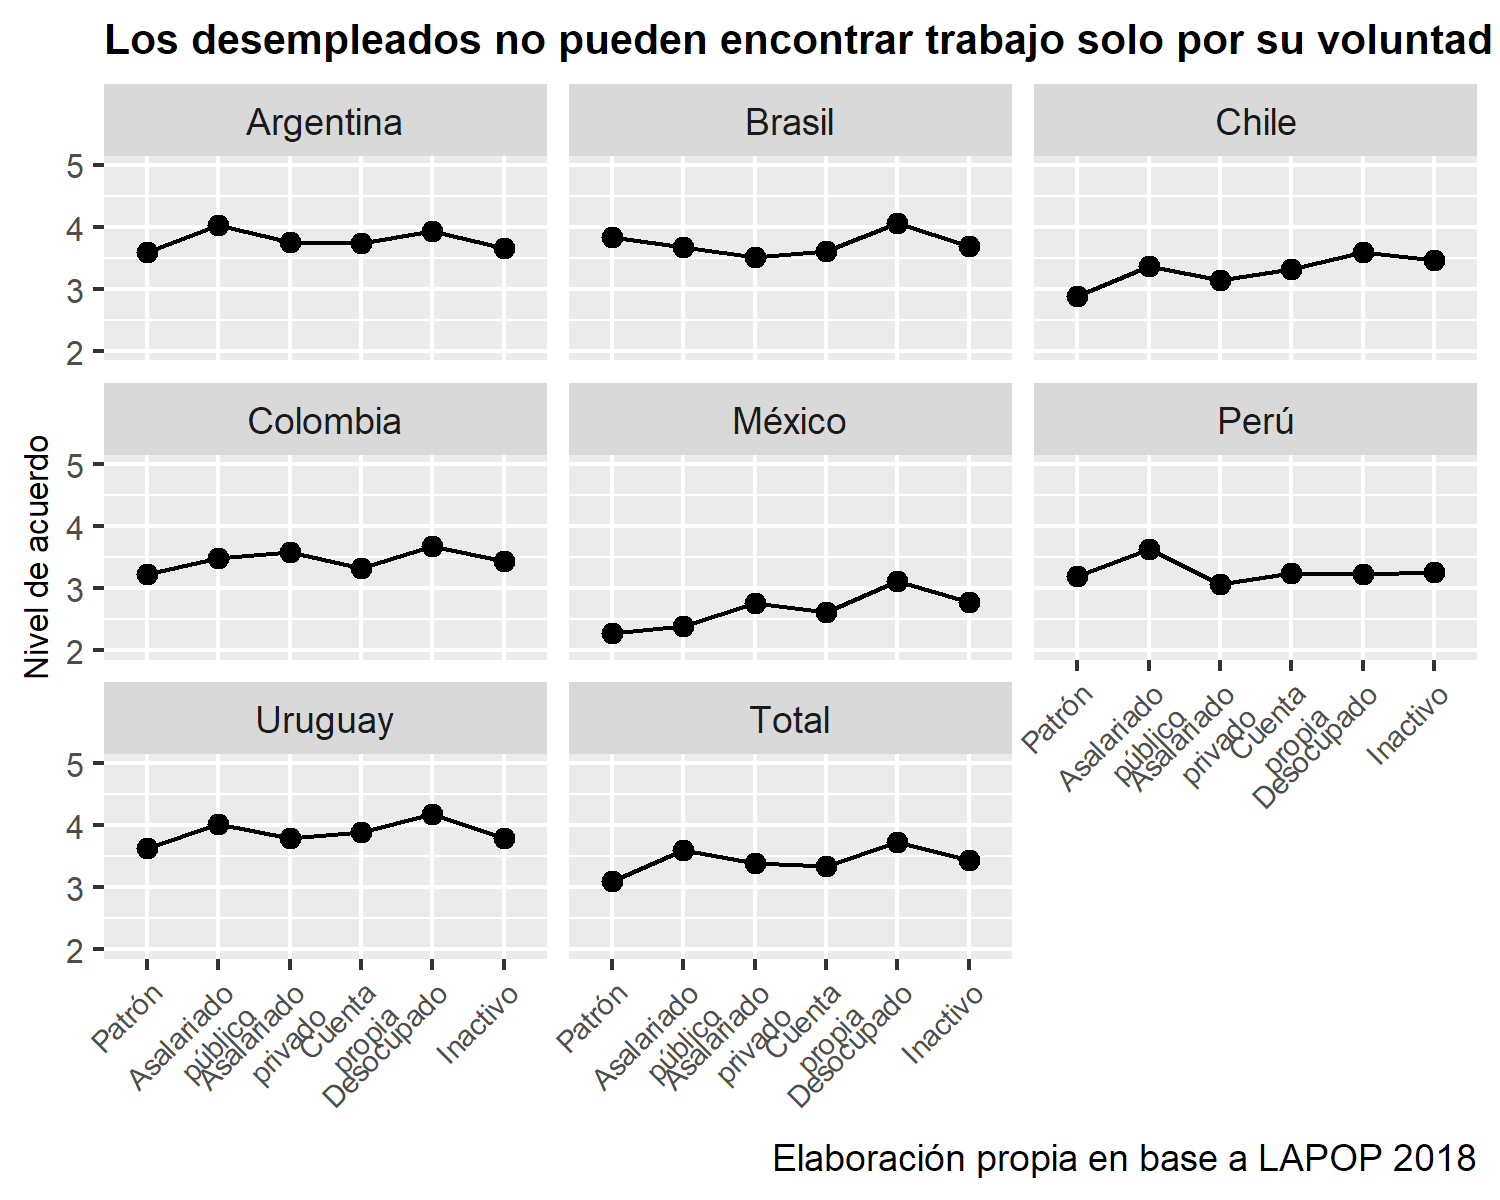 Los desempleados no pueden encontrar trabajo solo por su voluntad
Argentina
Brasil
Chile
5
4
3
2
Colombia
México
Perú
5
4
3
2
Nivel de acuerdo
Patrón
Asalariado
público
Asalariado
privado
Cuenta
propia
Desocupado
Inactivo
Uruguay
Total
5
4
3
2
Patrón
Asalariado
público
Asalariado
privado
Cuenta
propia
Desocupado
Inactivo
Patrón
Asalariado
público
Asalariado
privado
Cuenta
propia
Desocupado
Inactivo
Elaboración propia en base a LAPOP 2018